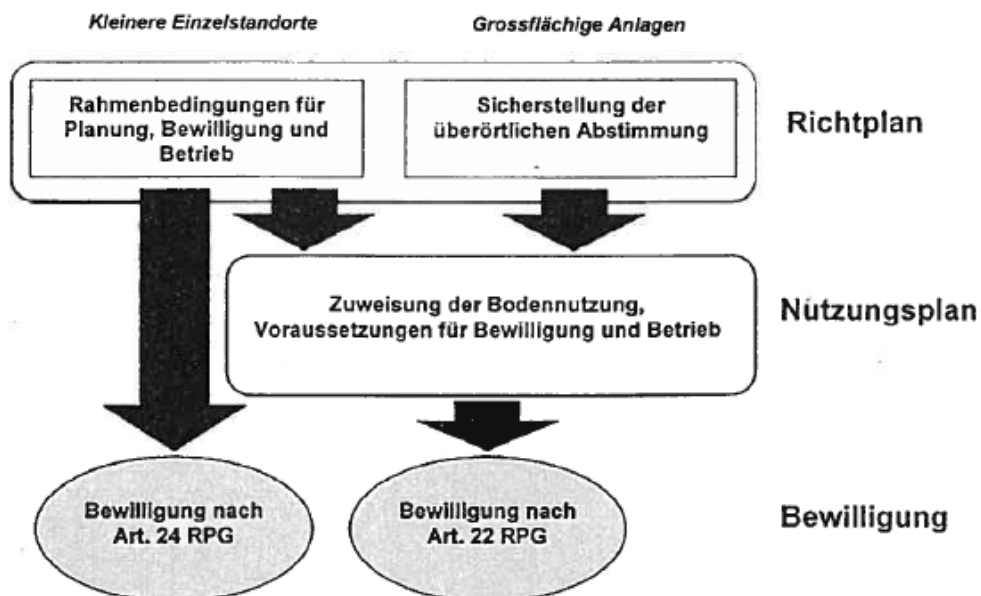 Kleinere Einzelstandorte
Grossflächige Anlagen
Rahmenbedingungen für
Planung, Bewilligung und
Betrieb
Sicherstellung der
überörtlichen Abstimmung
Richtplan
Zuweisung der Bodennutzung,
Voraussetzungen für Bewilligung und Betrieb
Nutzungsplan
Bewilligung nach
Art. 24 RPG
Bewilligung nach
Art. 22 RPG
Bewilligung